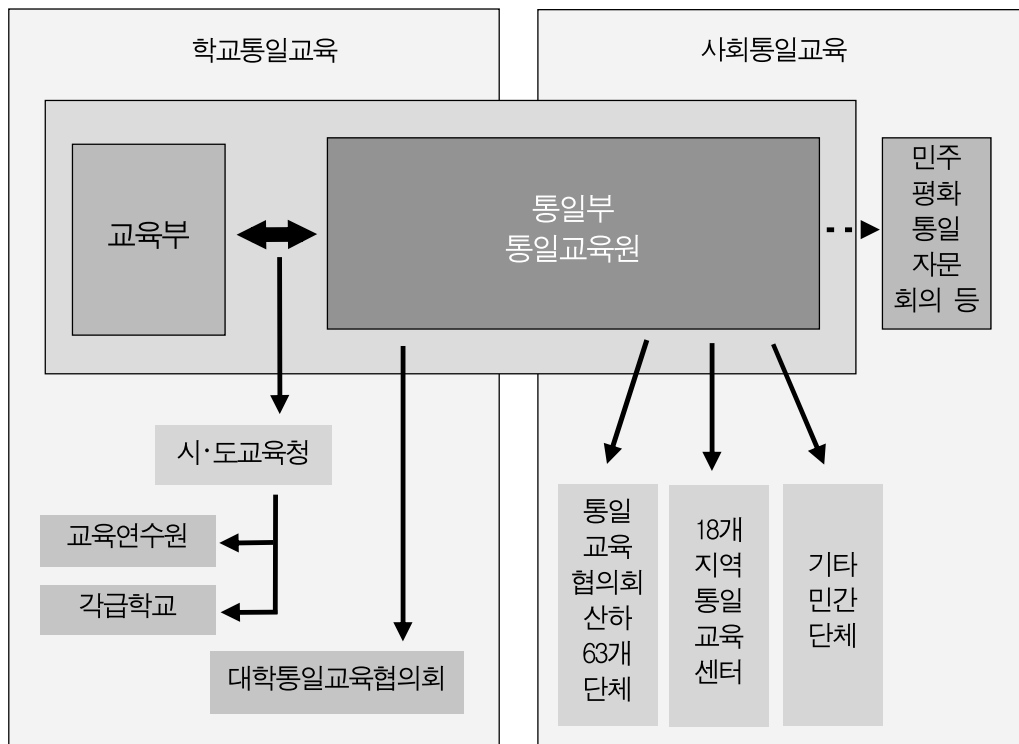 학교통일교육
사회통일교육
교육부
통일부
통일교육원
민주
평화
통일
자문
회의 등
시·도교육청
교육연수원
각급학교
대학통일교육협의회
통일
교육
협의회
산하
63개
단체
18개
지역
통일
교육
센터
기타
민간
단체